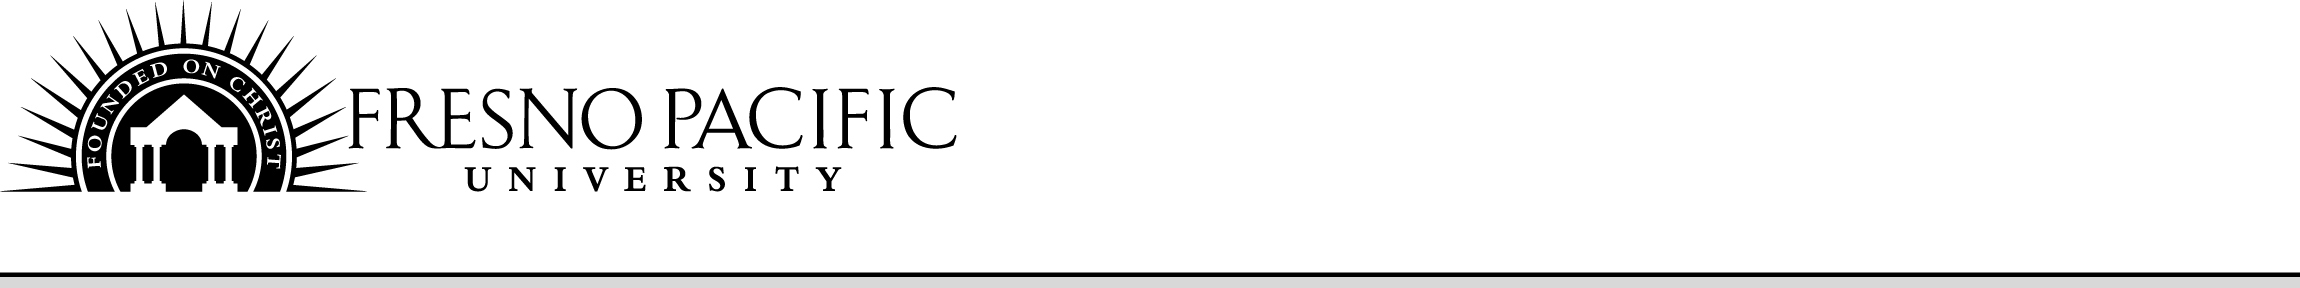 FOUNDED ON CHRIST
FRESNO PACIFIC
UNIVERSITY